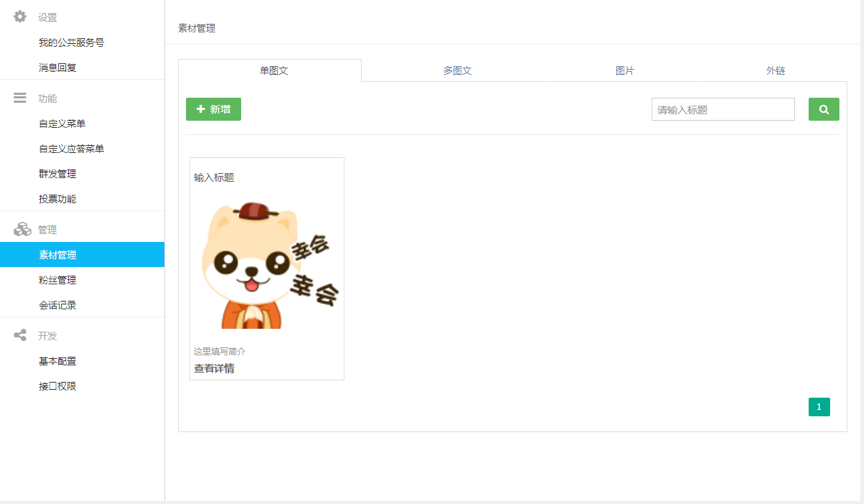 设置
我的公共服务号
消息回复
功能
自定义菜单
自定义应答菜单
群发管理
投票功能
管理
素材管理
粉丝管理
会话记录
开发
基本配置
接口权限
素材管理
单图文 多图文 图片 外链
新增 请输入标题
输入标题
幸会
幸会
这里填写简介
查看详情
1